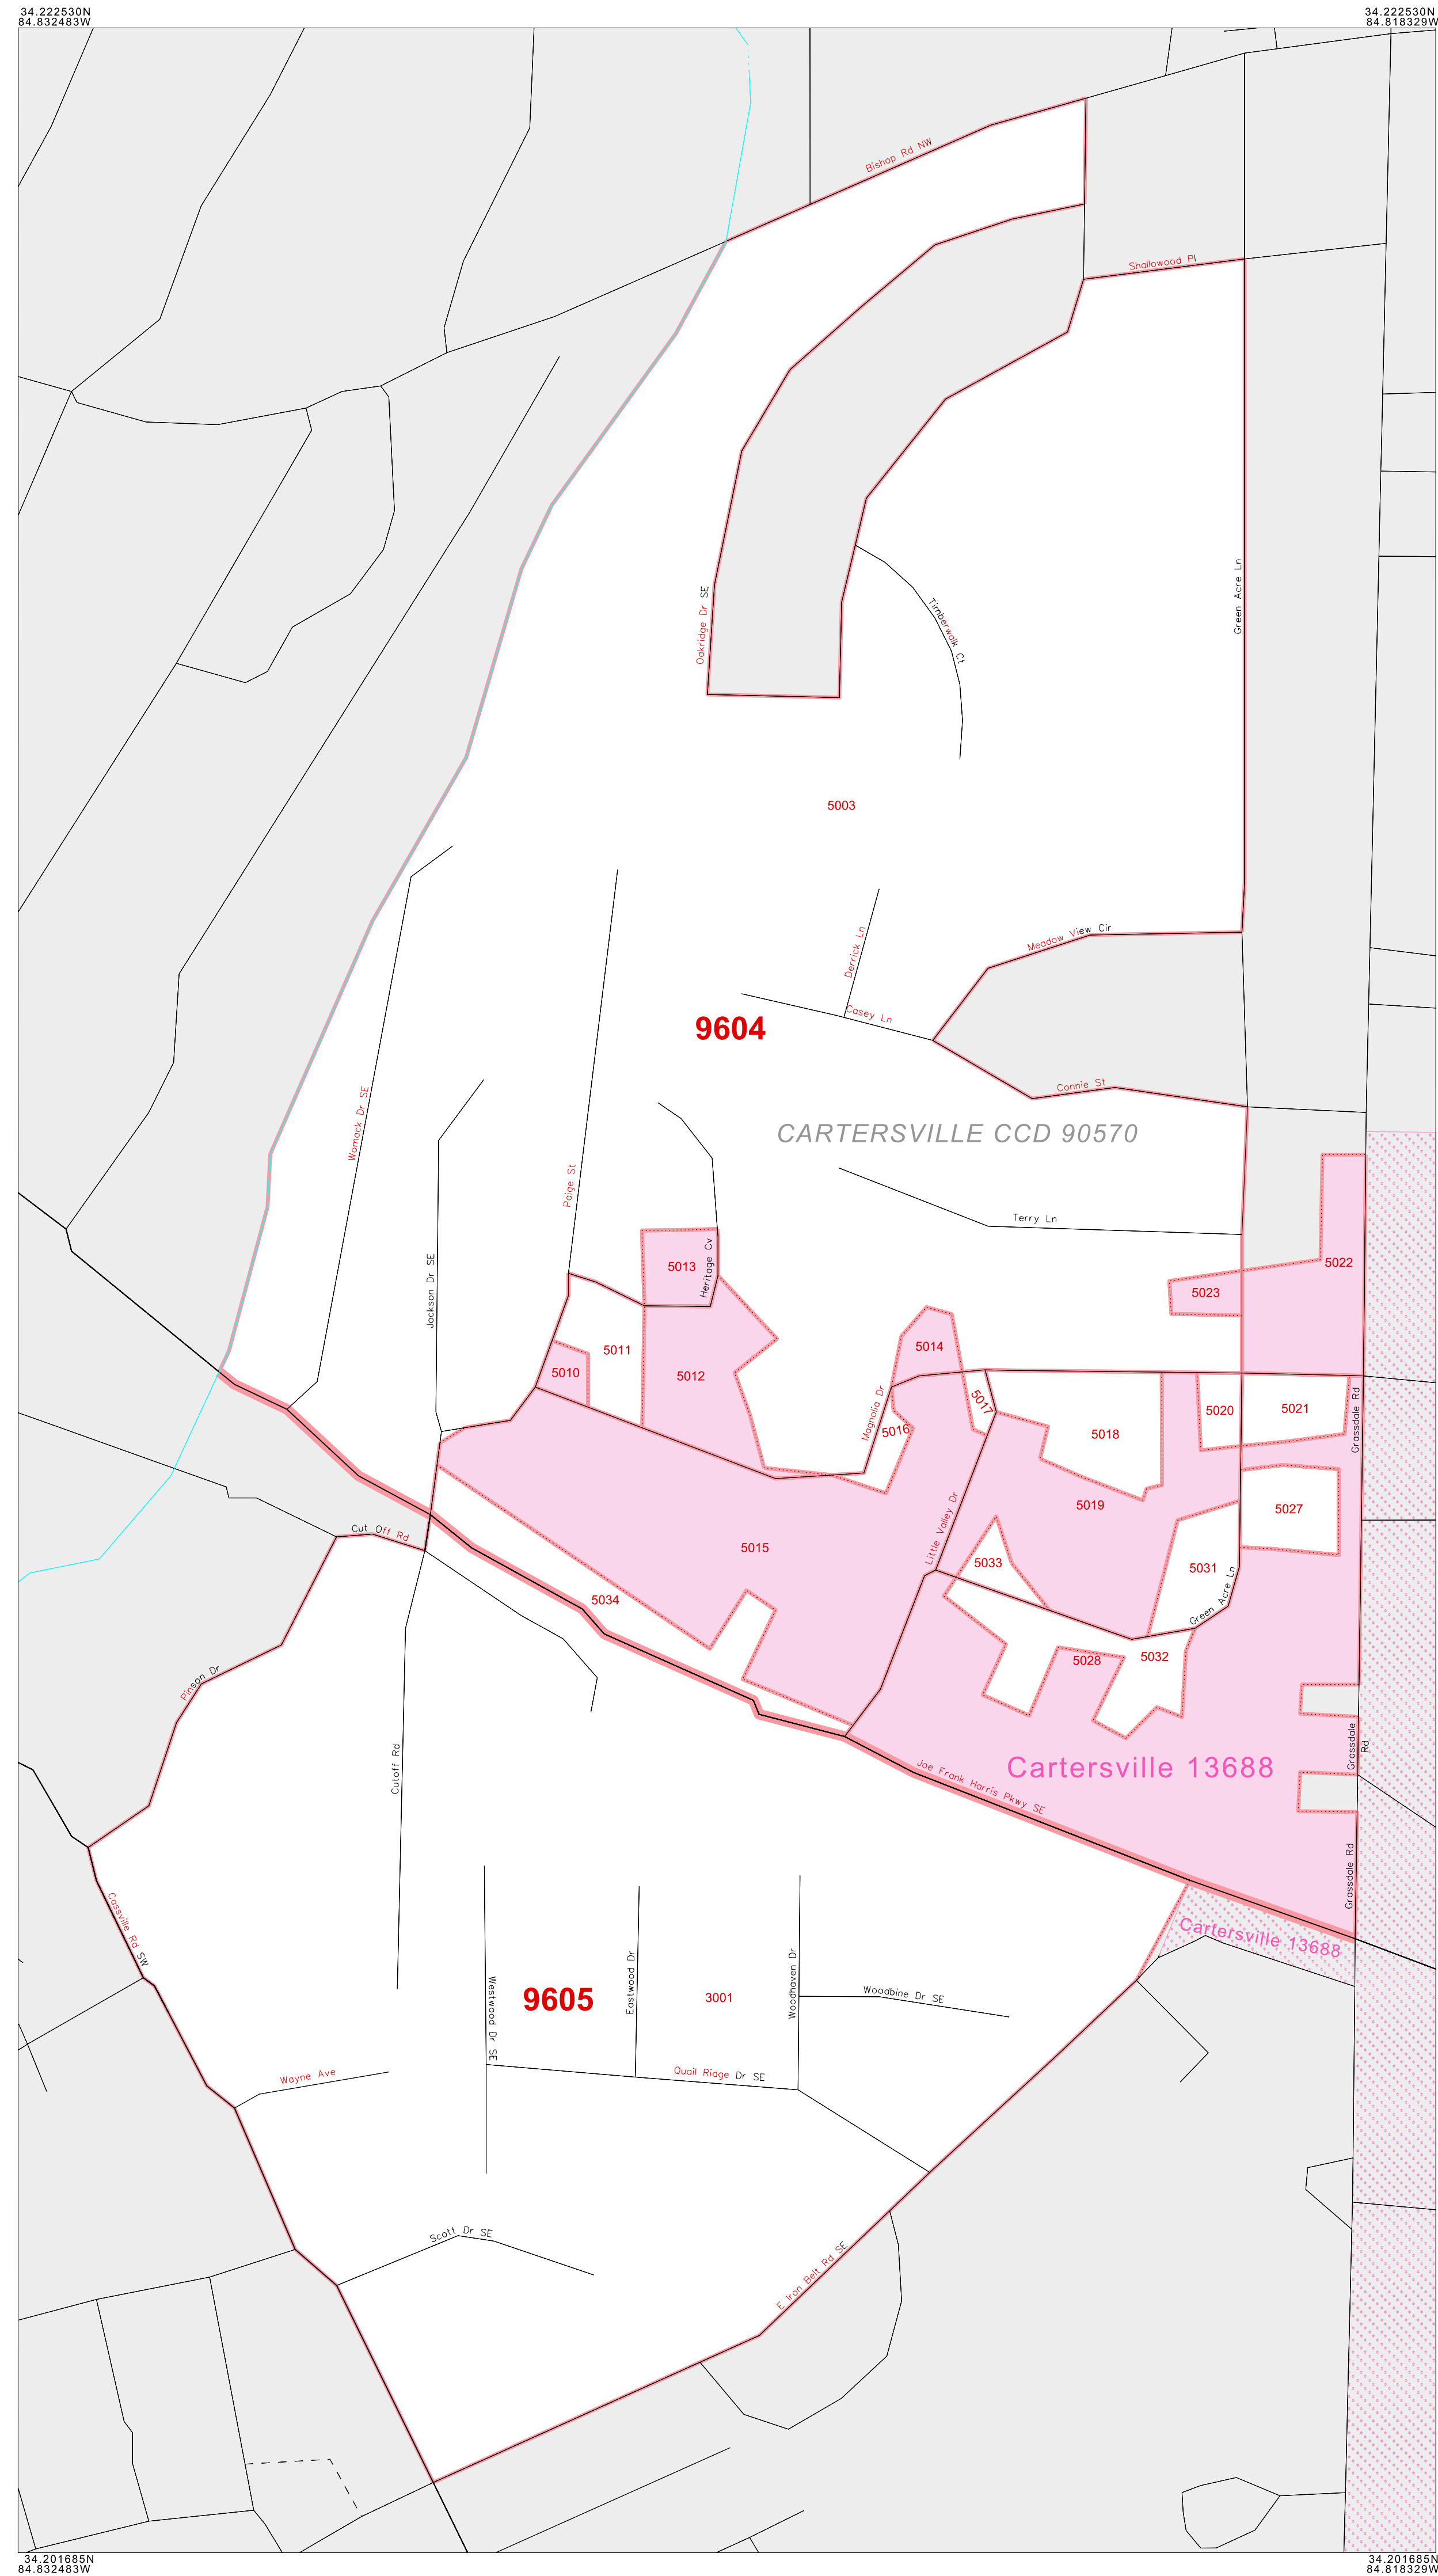 34.222530N
84.832483W
34.222530N
84.818329W
Bishop Rd NW
Shallowood Pl
Green Acre Ln
Oakridge Dr SE
Timberwalk Ct
5003
Meadow View Cir
Derrick Ln
Casey Ln
9604
Connie St
Womack Dr SE
CARTERSVILLE CCD 90570
Paige St
Terry Ln
Jackson Dr SE
Heritage Cv
5013
5022
5023
5011
5014
5010
5012
Magnolia Dr
5017
5016
5018
5020
5021
Grassdale Rd
5019
5027
Cut Off Rd
5015
Little Valley Dr
5033
5031
Green Acre Ln
5034
5028
5032
Pinson Dr
Cutoff Rd
Grassdale
Rd
Cartersville 13688
Joe Frank Harris Pkwy SE
Grassdale Rd
Cassville Rd SW
Cartersville 13688
Westwood Dr SE
Eastwood Dr
Woodhaven Dr
Woodbine Dr SE
9605
3001
Wayne Ave
Quail Ridge Dr SE
Scott Dr SE
E Iron Belt Rd SE
34.201685N
84.832483W
34.201685N
84.818329W